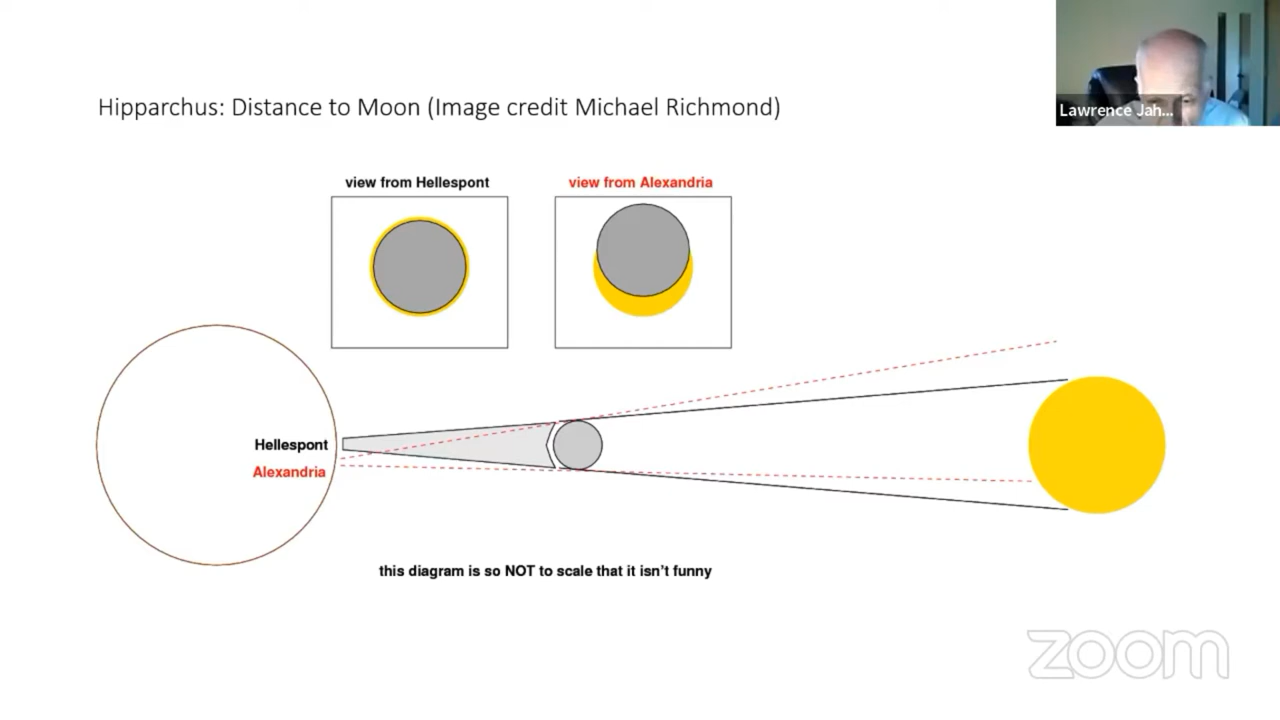 Hipparchus: Distance to Moon (Image credit Michael Richmond)
Lawrence Jah...
view from Hellespont
view from Alexandria
Hellespont
Alexandria
this diagram is so NOT to scale that it isn't funny
zoom